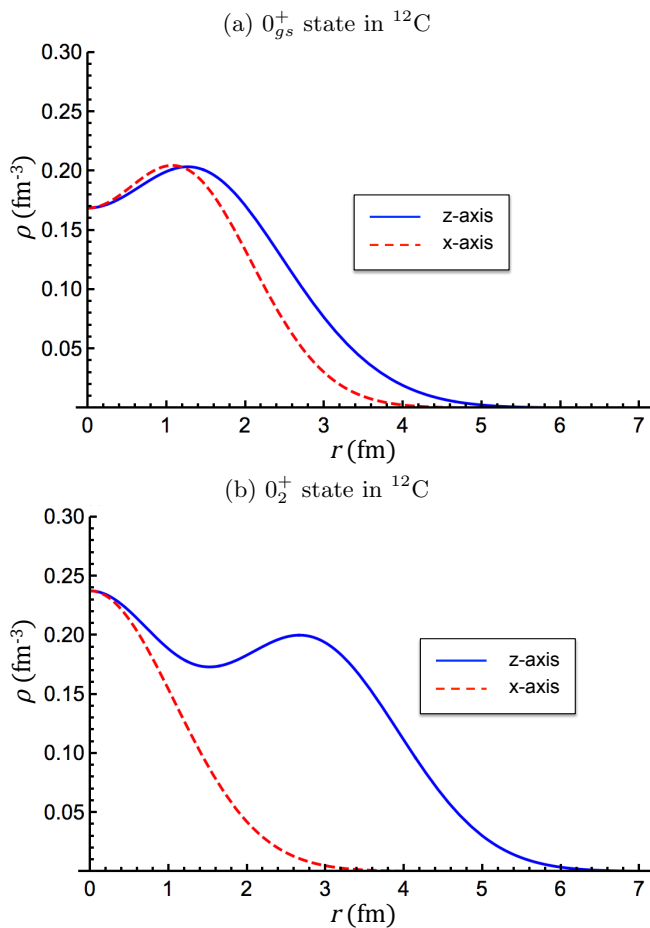 (a) 0⁺_gs state in ¹²C
0.30
0.25
0.20
0.15
0.10
0.05
ρ (fm⁻³)
z-axis
x-axis
0 1 2 3 4 5 6 7
r (fm)
(b) 0⁺₂ state in ¹²C
0.30
0.25
0.20
0.15
0.10
0.05
ρ (fm⁻³)
z-axis
x-axis
0 1 2 3 4 5 6 7
r (fm)